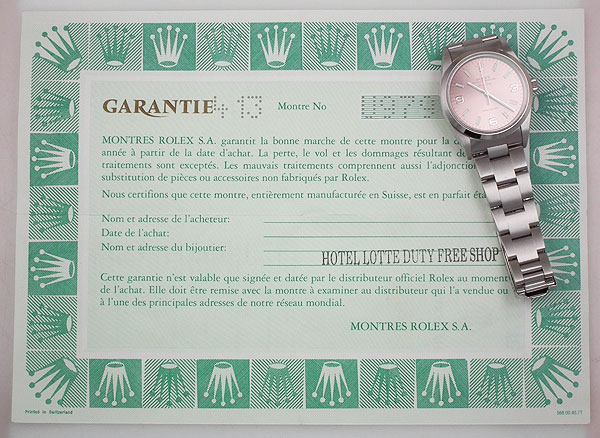 GARANTIE 413 Montre No
MONTRES ROLEX S.A. garantit la bonne marche de cette montre pour la
année à partir de la date d'achat. La perte, le vol et les dommages résultant de
traitements sont exceptés. Les mauvais traitements comprennent aussi l'adjonction
substitution de pièces ou accessoires non fabriqués par Rolex.
Nous certifions que cette montre, entièrement manufacturée en Suisse, est en parfait
Nom et adresse de l'acheteur:
Date de l'achat:
Nom et adresse du bijoutier:
HOTEL LOTTE DUTY FREE SHOP
Cette garantie n'est valable que signée et datée par le distributeur officiel Rolex au moment
de l'achat. Elle doit être remise avec la montre à examiner au distributeur qui l'a vendue ou
à l'une des principales adresses de notre réseau mondial.
MONTRES ROLEX S.A.
Printed in Switzerland